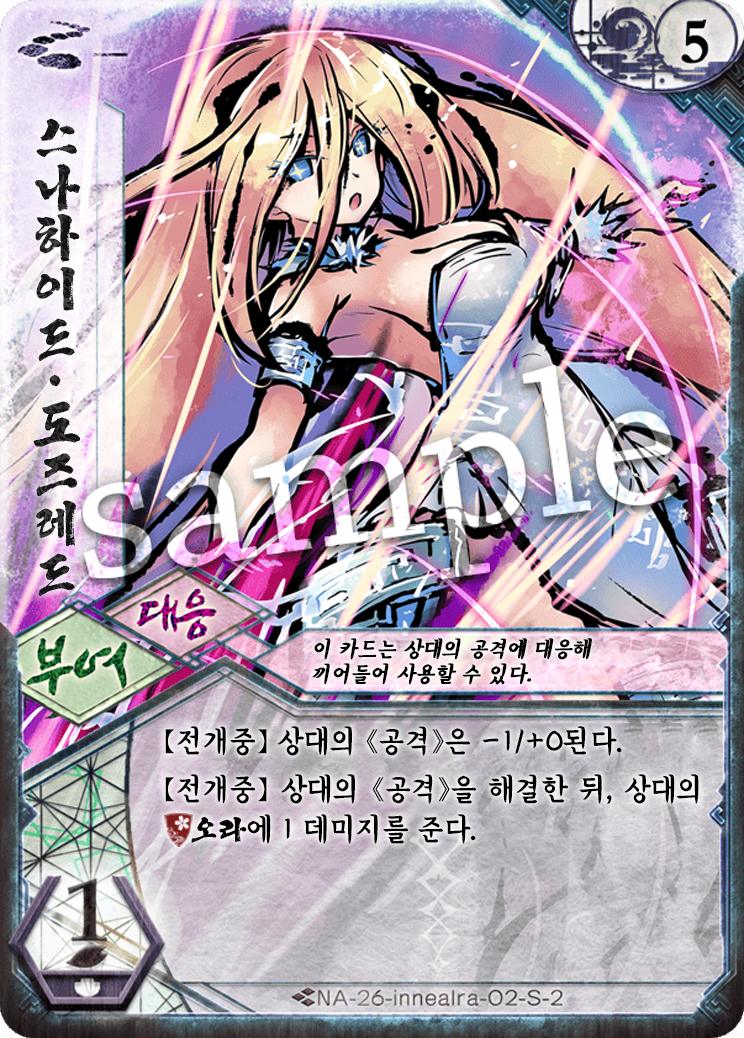 5
스나하이드·도즈레드
sample
대응
부여
이 카드는 상대의 공격에 대응해
끼어들어 사용할 수 있다.
【전개중】 상대의 《공격》은 -1/+0된다.
【전개중】 상대의 《공격》을 해결한 뒤, 상대의
오라에 1 데미지를 준다.
1
NA-26-innealra-02-S-2